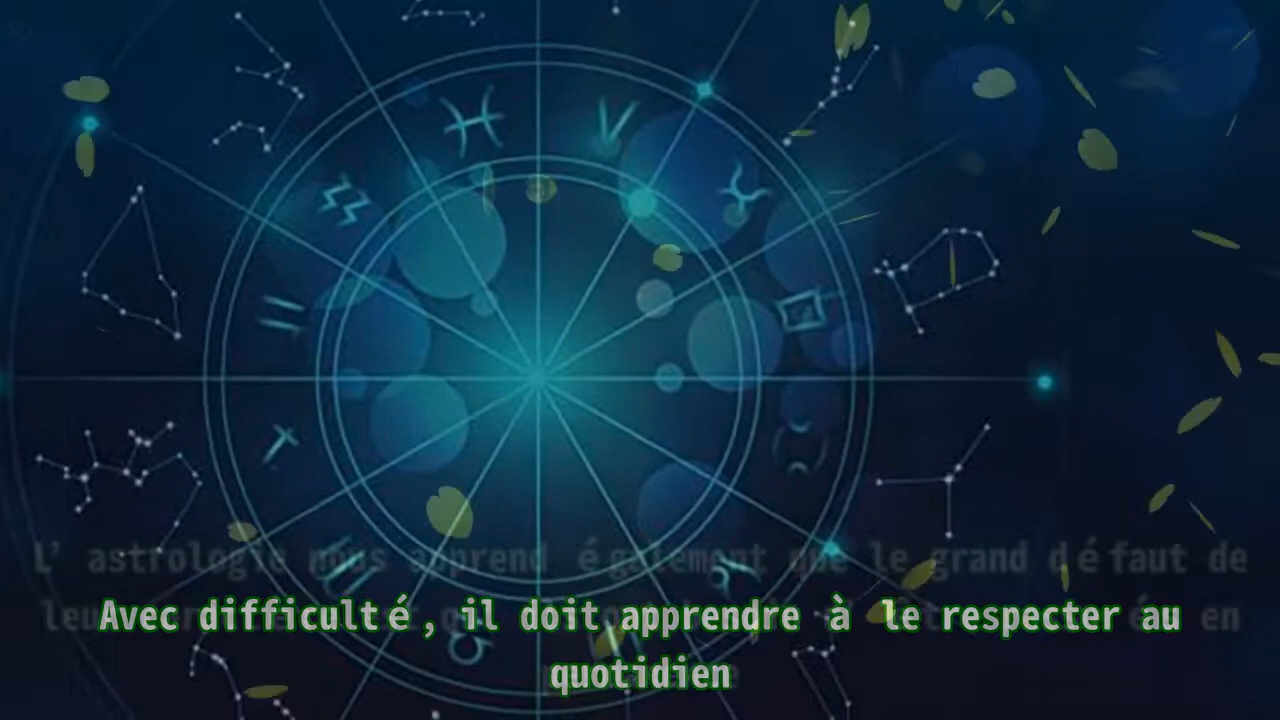 L’ astrologie nous apprend également que le grand défaut de
Avec difficulté, il doit apprendre à le respecter au
quotidien